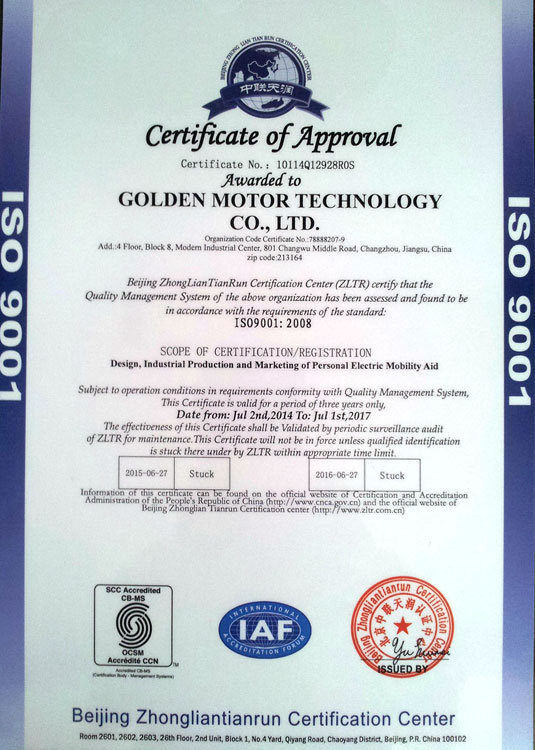 BEIJING ZHONG LIAN TIAN RUN CERTIFICATION CENTER
中联天润
Certificate of Approval
Certificate No.: 10114Q12928R0S
Awarded to
GOLDEN MOTOR TECHNOLOGY
CO., LTD.
Organization Code Certificate No.:78888207-9
Add.:4 Floor, Block 8, Modern Industrial Center, 801 Changwu Middle Road, Changzhou, Jiangsu, China
zip code:213164
Beijing ZhongLianTianRun Certification Center (ZLTR) certify that the
Quality Management System of the above organization has been assessed and found to be
in accordance with the requirements of the standard:
ISO9001: 2008
SCOPE OF CERTIFICATION/REGISTRATION
Design, Industrial Production and Marketing of Personal Electric Mobility Aid
Subject to operation conditions in requirements conformity with Quality Management System,
This Certificate is valid for a period of three years only,
Date from: Jul 2nd,2014 To: Jul 1st,2017
The effectiveness of this Certificate shall be Validated by periodic surveillance audit
of ZLTR for maintenance.This Certificate will not be in force unless qualified identification
is stuck there under by ZLTR within appropriate time limit.
2015-06-27 Stuck 2016-06-27 Stuck
Information of this certificate can be found on the official website of Certification and Accreditation
Administration of the People's Republic of China (http://www.cnca.gov.cn) and the official website of
Beijing Zhonglian Tianrun Certification center (http://www.zltr.com.cn)
ISO 9001
ISO 9001
SCC Accredited
CB-MS
OCSM
Accrédité CCN
TM
Accredited CB-MS
(Certification Body - Management Systems)
INTERNATIONAL
IAF
ACCREDITATION FORUM
Beijing Zhongliantianrun Certification Center
北京中联天润认证中心
ISSUED BY
Beijing Zhongliantianrun Certification Center
Room 2601, 2602, 2603, 26th Floor, 2nd Unit, Block 1, No.4 Yard, Qiyang Road, Chaoyang District, Beijing, P.R. China 100102